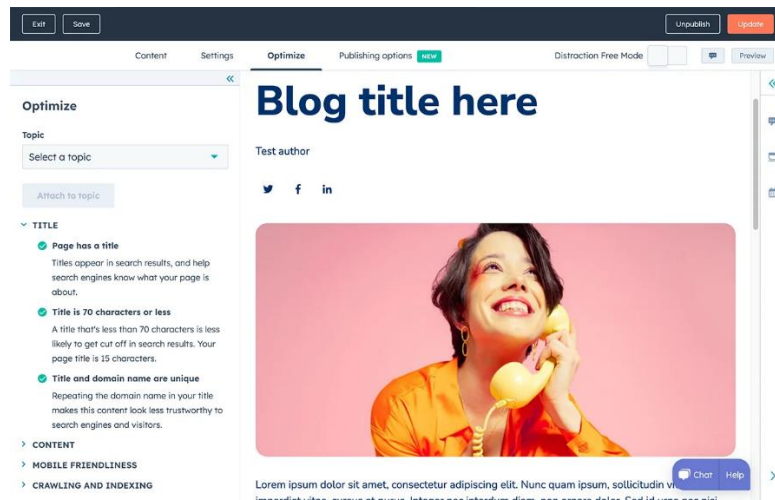 Exit Save Unpublish Update
Content Settings Optimize Publishing options NEW Distraction Free Mode Preview
Optimize
Topic
Select a topic
Attach to topic
TITLE
Page has a title
Titles appear in search results, and help
search engines know what your page is
about.
Title is 70 characters or less
A title that's less than 70 characters is less
likely to get cut off in search results. Your
page title is 15 characters.
Title and domain name are unique
Repeating the domain name in your title
makes this content look less trustworthy to
search engines and visitors.
CONTENT
MOBILE FRIENDLINESS
CRAWLING AND INDEXING
Blog title here
Test author
f in
Chat Help
Lorem ipsum dolor sit amet, consectetur adipiscing elit. Nunc quam ipsum, sollicitudin